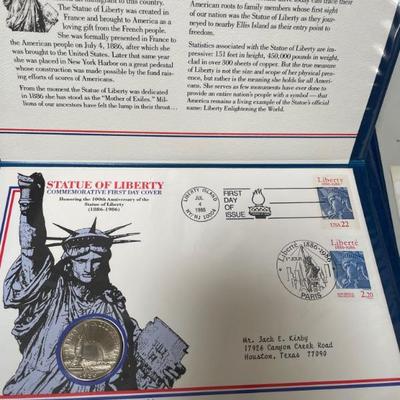 immigrant to this country.
The Statue of Liberty was created in
France and brought to America as a
loving gift from the French people.
She was formally presented in France to
the American people on July 4, 1886, after which she
was brought to the United States. Later that same year
she was placed in New York Harbor on a great pedestal
whose construction was made possible by the fund rais-
ing efforts of scores of Americans.
From the moment the Statue of Liberty was dedicated
in 1886 she has stood as the "Mother of Exiles." Mil-
lions of our ancestors have felt the lump in their throat...
American roots to family members whose first sight
of our nation was the Statue of Liberty as they jour-
neyed to nearby Ellis Island as their entry point to
freedom.
Statistics associated with the Statue of Liberty are im-
pressive: 151 feet in height, 450,000 pounds in weight,
clad in over 300 sheets of copper. But the true measure
of Liberty is not the size and scope of her physical pres-
ence, but rather is the meaning she holds for all Ameri-
cans. She serves as few monuments have ever done to
provide an entire nation's people with a symbol—that
America remains a living example of the Statue's official
name: Liberty Enlightening the World.
STATUE OF LIBERTY
COMMEMORATIVE FIRST DAY COVER
Honoring the 100th Anniversary of the
Statue of Liberty
(1886-1986)
LIBERTY ISLAND
JUL
4
1986
NY, NJ 10004
FIRST
DAY
OF
ISSUE
Liberty
1886-1986
USA 22
Liberté 1886-1986
1er JOUR
PARIS
Liberté
1886-1986
2,20
Mr. Jack E. Kirby
17926 Canyon Creek Road
Houston, Texas 77090